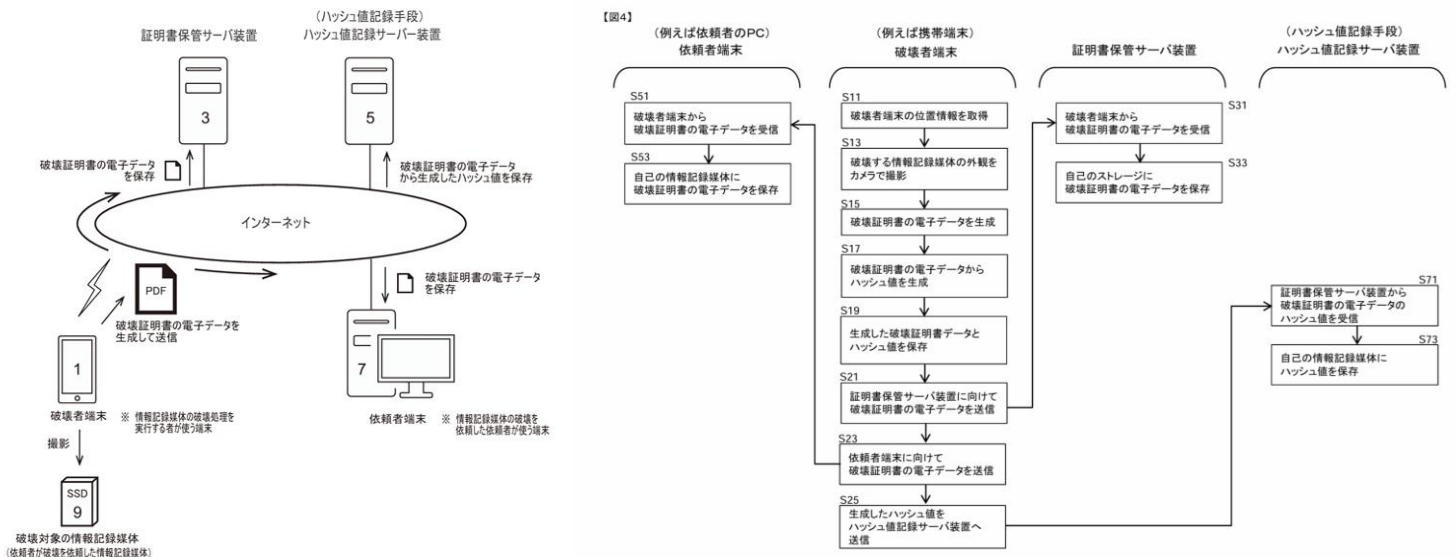 (ハッシュ値記録手段)
証明書保管サーバ装置
ハッシュ値記録サーバー装置
3
5
破壊証明書の電子データ
を保存
破壊証明書の電子データ
から生成したハッシュ値を保存
インターネット
PDF
破壊証明書の電子データを
生成して送信
破壊証明書の電子データ
を保存
1
7
破壊者端末
※ 情報記録媒体の破壊処理を
実行する者が使う端末
依頼者端末
※ 情報記録媒体の破壊を
依頼した依頼者が使う端末
撮影
SSD
9
破壊対象の情報記録媒体
(依頼者が破壊を依頼した情報記録媒体)
【図4】
(例えば依頼者のPC)
依頼者端末
(例えば携帯端末)
破壊者端末
証明書保管サーバ装置
(ハッシュ値記録手段)
ハッシュ値記録サーバ装置
S51
破壊者端末から
破壊証明書の電子データを受信
S53
自己の情報記録媒体に
破壊証明書の電子データを保存
S11
破壊者端末の位置情報を取得
S13
破壊する情報記録媒体の外観を
カメラで撮影
S15
破壊証明書の電子データを生成
S17
破壊証明書の電子データから
ハッシュ値を生成
S19
生成した破壊証明書データと
ハッシュ値を保存
S21
証明書保管サーバ装置に向けて
破壊証明書の電子データを送信
S23
依頼者端末に向けて
破壊証明書の電子データを送信
S25
生成したハッシュ値を
ハッシュ値記録サーバ装置へ
送信
S31
破壊者端末から
破壊証明書の電子データを受信
S33
自己のストレージに
破壊証明書の電子データを保存
S71
証明書保管サーバ装置から
破壊証明書の電子データの
ハッシュ値を受信
S73
自己の情報記録媒体に
ハッシュ値を保存